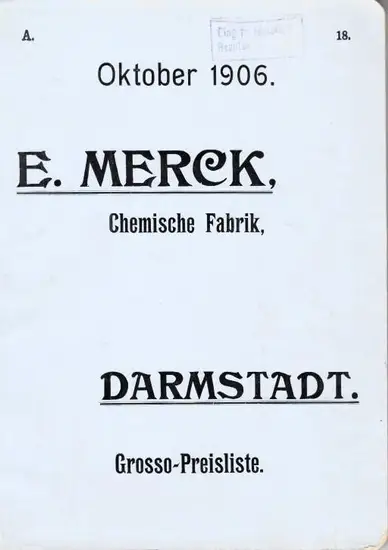 A.
18.
Oktober 1906.
E. MERCK,
Chemische Fabrik,
DARMSTADT.
Grosso-Preisliste.